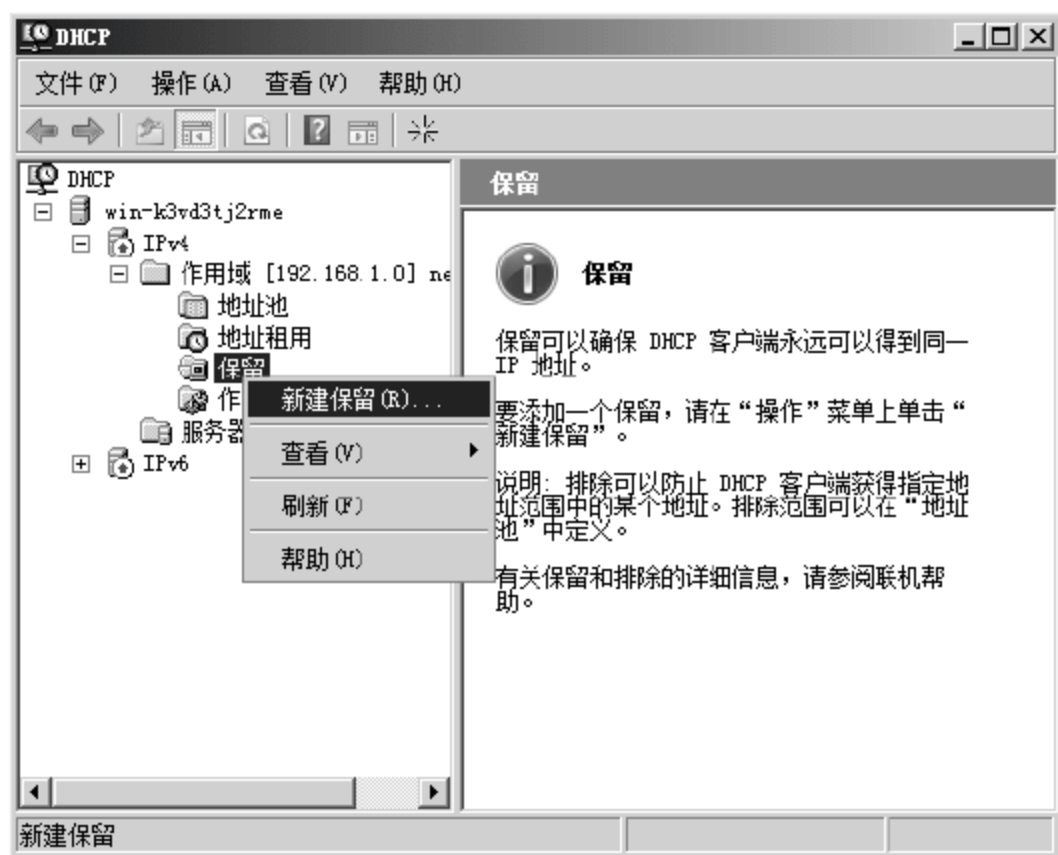 DHCP
文件(F) 操作(A) 查看(V) 帮助(H)
DHCP
win-k3vd3tj2rme
IPv4
作用域 [192.168.1.0] ne
地址池
地址租用
保留
作
服务器
IPv6
新建保留(R)...
查看(V)
刷新(F)
帮助(H)
保留
保留
保留可以确保 DHCP 客户端永远可以得到同一
IP 地址。
要添加一个保留，请在“操作”菜单上单击“
新建保留”。
说明: 排除可以防止 DHCP 客户端获得指定地
址范围中的某个地址。排除范围可以在“地址
池”中定义。
有关保留和排除的详细信息，请参阅联机帮
助。
新建保留